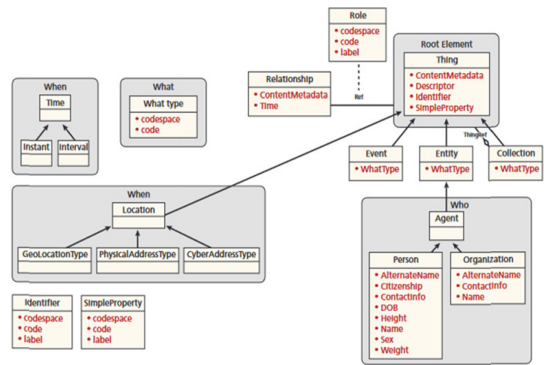 Role
• codespace
• code
• label
Root Element
Thing
• ContentMetadata
• Descriptor
• Identifier
• SimpleProperty
Relationship
• ContentMetadata
• Time
Ref
ThingRef
When
Time
Instant
Interval
What
What type
• codespace
• code
Event
• WhatType
Entity
• WhatType
Collection
• WhatType
When
Location
GeoLocationType
PhysicalAddressType
CyberAddressType
Who
Agent
Person
• AlternateName
• Citizenship
• ContactInfo
• DOB
• Height
• Name
• Sex
• Weight
Organization
• AlternateName
• ContactInfo
• Name
Identifier
• Codespace
• code
• label
SimpleProperty
• codespace
• code
• label